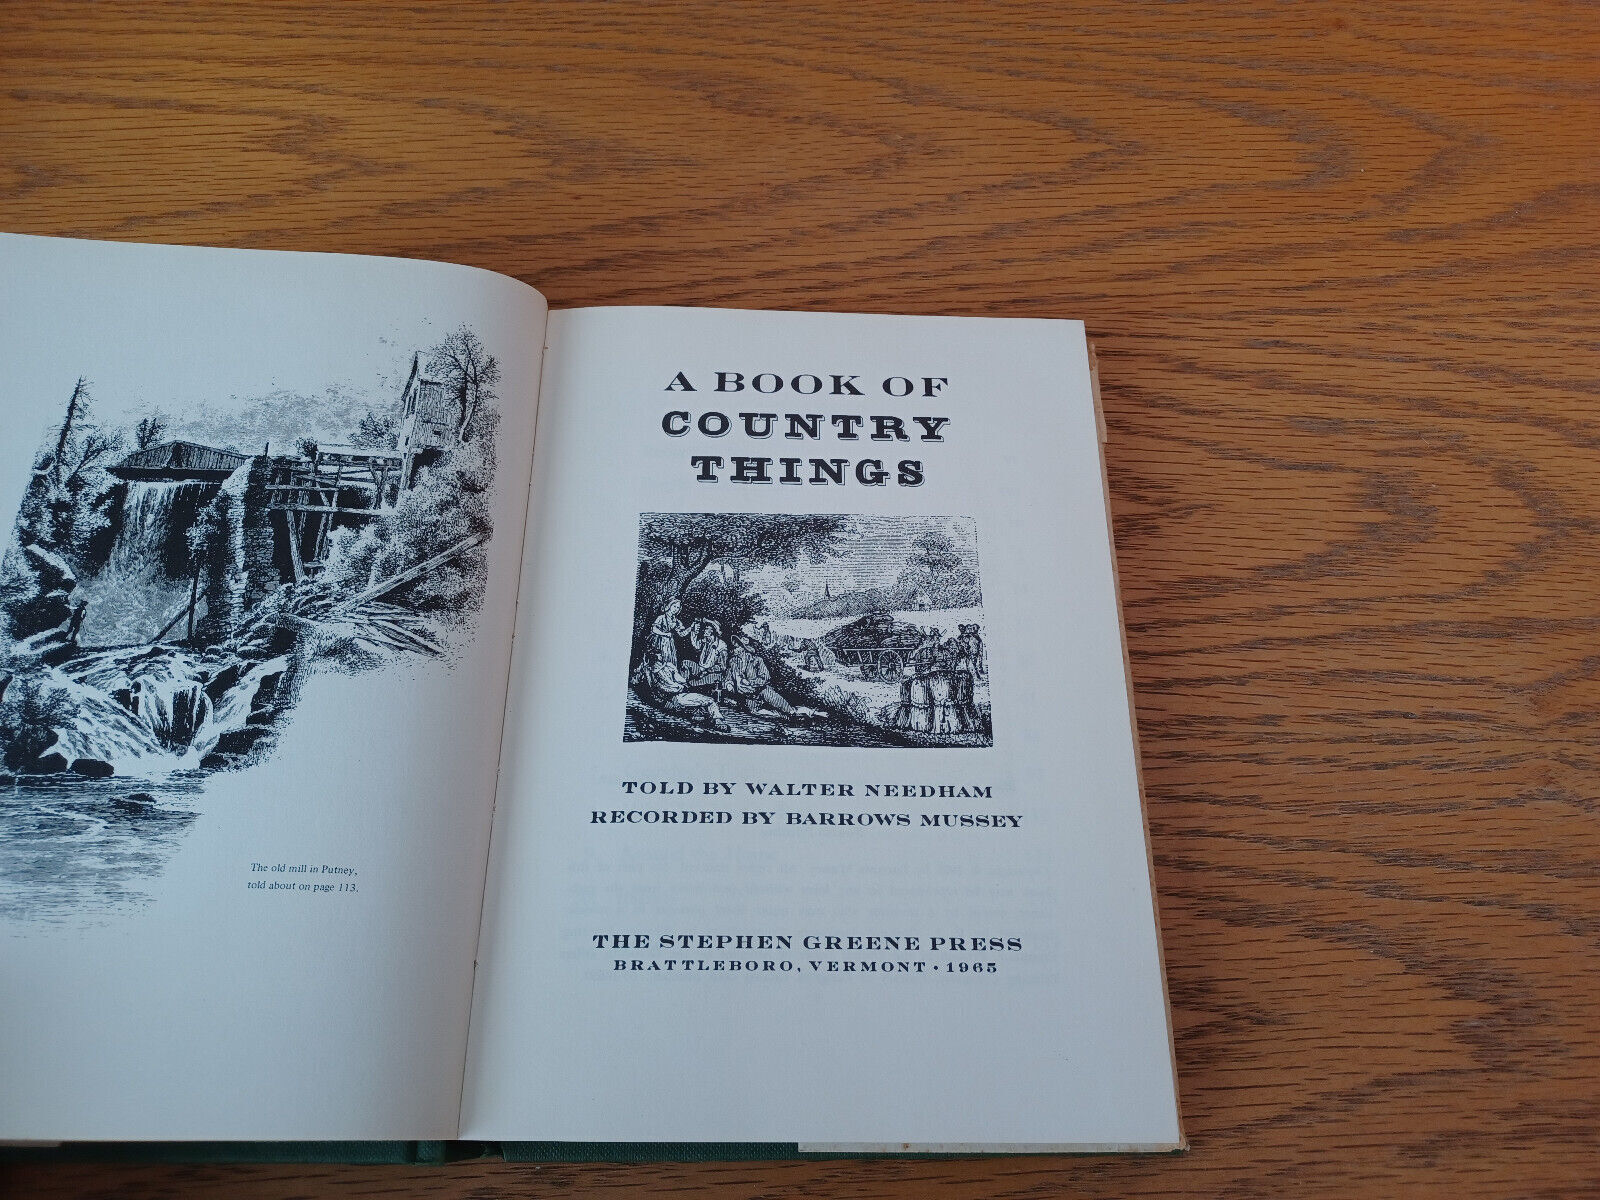 The old mill in Putney,
told about on page 113.
A BOOK OF
COUNTRY
THINGS
TOLD BY WALTER NEEDHAM
RECORDED BY BARROWS MUSSEY
THE STEPHEN GREENE PRESS
BRATTLEBORO, VERMONT • 1965